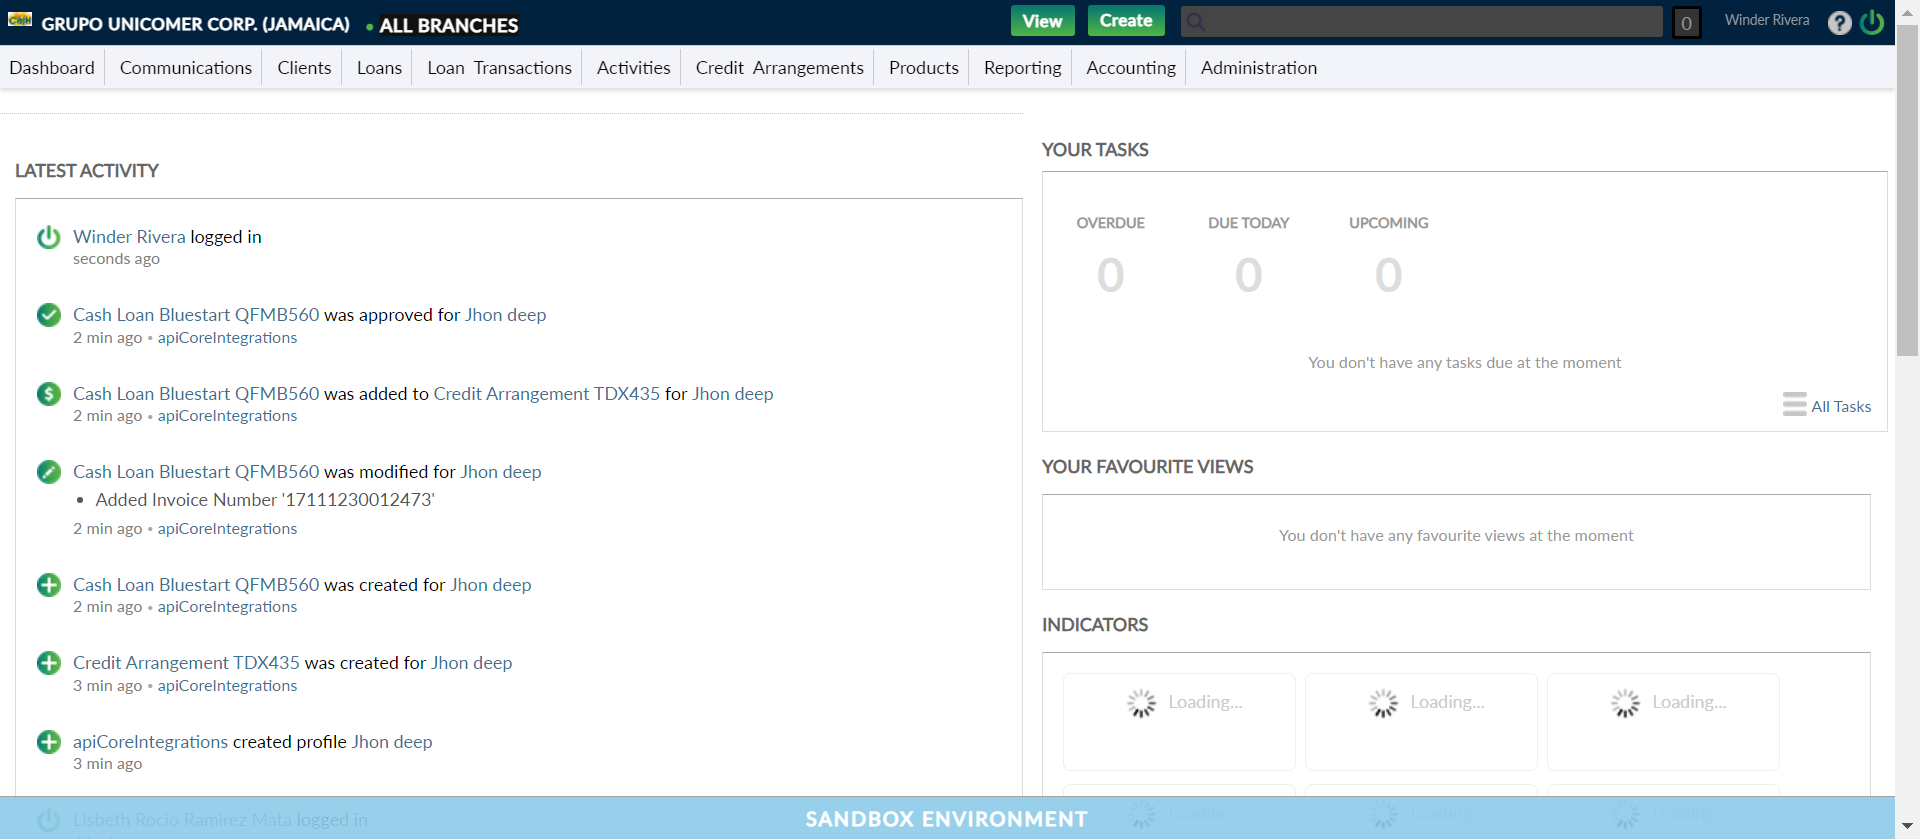 Cash
GRUPO UNICOMER CORP. (JAMAICA) • ALL BRANCHES
View Create 0 Winder Rivera ?
Dashboard Communications Clients Loans Loan Transactions Activities Credit Arrangements Products Reporting Accounting Administration
LATEST ACTIVITY
Winder Rivera logged in
seconds ago
Cash Loan Bluestart QFMB560 was approved for Jhon deep
2 min ago • apiCoreIntegrations
Cash Loan Bluestart QFMB560 was added to Credit Arrangement TDX435 for Jhon deep
2 min ago • apiCoreIntegrations
Cash Loan Bluestart QFMB560 was modified for Jhon deep
• Added Invoice Number '17111230012473'
2 min ago • apiCoreIntegrations
Cash Loan Bluestart QFMB560 was created for Jhon deep
2 min ago • apiCoreIntegrations
Credit Arrangement TDX435 was created for Jhon deep
3 min ago • apiCoreIntegrations
apiCoreIntegrations created profile Jhon deep
3 min ago
Lisbeth Rocio Ramirez Mata logged in
YOUR TASKS
OVERDUE DUE TODAY UPCOMING
0 0 0
You don't have any tasks due at the moment
All Tasks
YOUR FAVOURITE VIEWS
You don't have any favourite views at the moment
INDICATORS
Loading... Loading... Loading...
Loading... Loading... Loading...
SANDBOX ENVIRONMENT